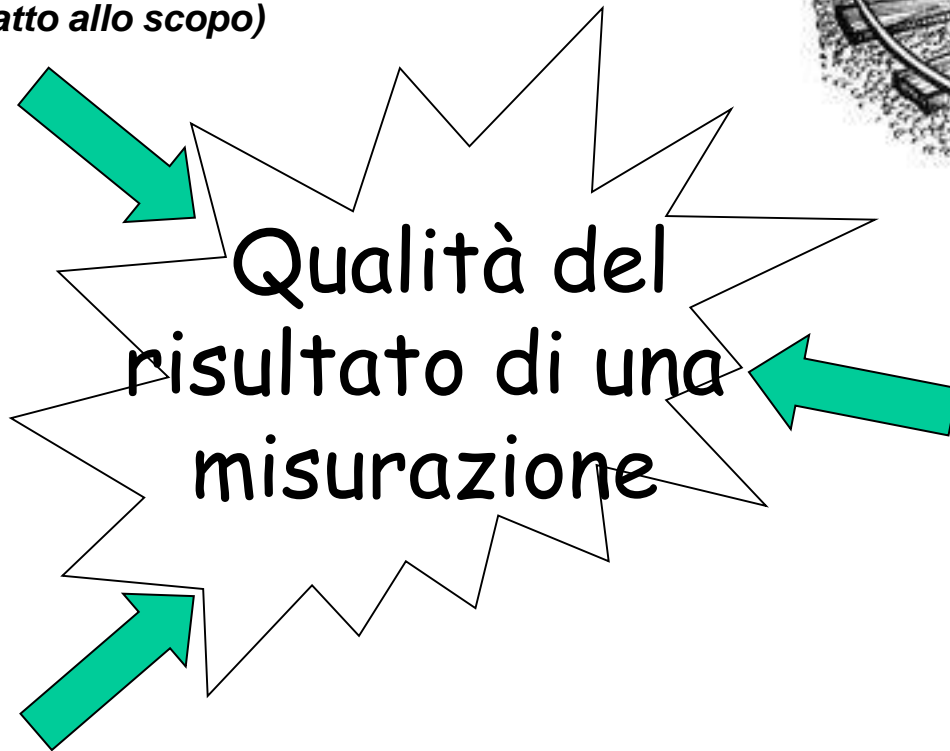 atto allo scopo)
Qualità del
risultato di una
misurazione